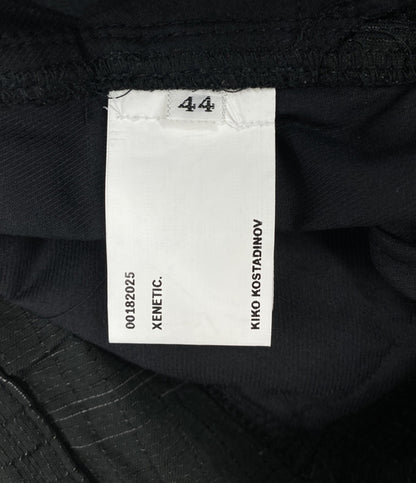 44
00182025
XENETIC.
KIKO KOSTADINOV